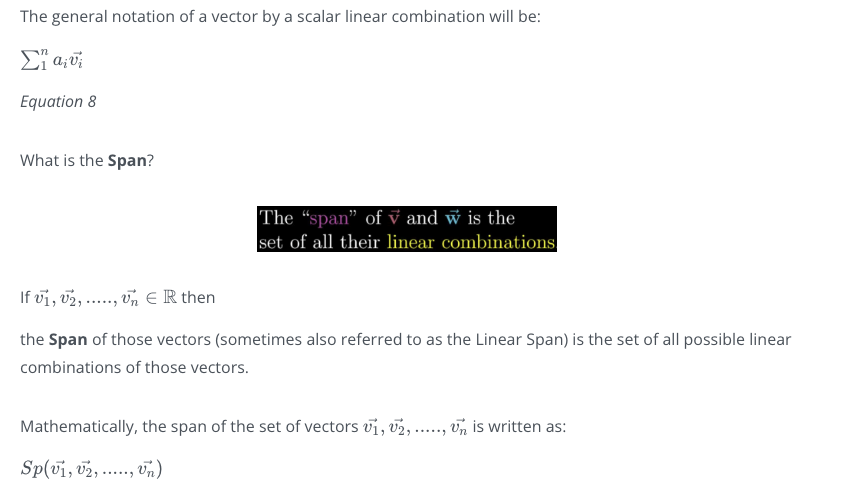 The general notation of a vector by a scalar linear combination will be:
∑₁ⁿ aᵢv⃗ᵢ
Equation 8
What is the Span?
The “span” of v⃗ and w⃗ is the
set of all their linear combinations
If v⃗₁, v⃗₂, ....., v⃗ₙ ∈ ℝ then
the Span of those vectors (sometimes also referred to as the Linear Span) is the set of all possible linear
combinations of those vectors.
Mathematically, the span of the set of vectors v⃗₁, v⃗₂, ....., v⃗ₙ is written as:
Sp(v⃗₁, v⃗₂, ....., v⃗ₙ)